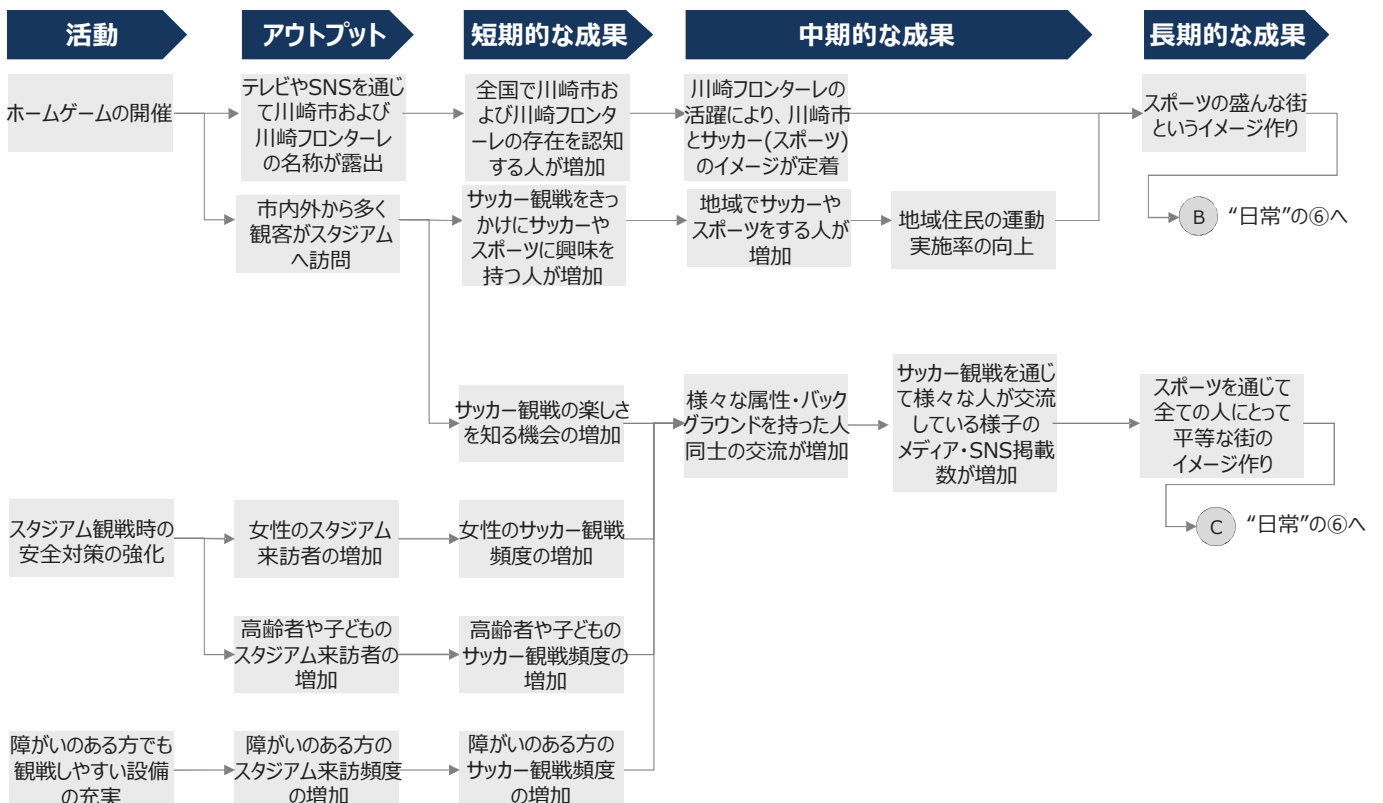 活動
アウトプット
短期的な成果
中期的な成果
長期的な成果
ホームゲームの開催
テレビやSNSを通じ
て川崎市および
川崎フロンターレ
の名称が露出
全国で川崎市お
よび川崎フロンタ
ーレの存在を認知
する人が増加
川崎フロンターレの
活躍により、川崎市
とサッカー(スポーツ)
のイメージが定着
スポーツの盛んな街
というイメージ作り
市内外から多く
観客がスタジアム
へ訪問
サッカー観戦をきっ
かけにサッカーや
スポーツに興味を
持つ人が増加
地域でサッカーや
スポーツをする人が
増加
地域住民の運動
実施率の向上
B
“日常”の⑥へ
サッカー観戦の楽しさ
を知る機会の増加
様々な属性・バック
グラウンドを持った人
同士の交流が増加
サッカー観戦を通じ
て様々な人が交流
している様子の
メディア・SNS掲載
数が増加
スポーツを通じて
全ての人にとって
平等な街の
イメージ作り
C
“日常”の⑥へ
スタジアム観戦時の
安全対策の強化
女性のスタジアム
来訪者の増加
女性のサッカー観戦
頻度の増加
高齢者や子どもの
スタジアム来訪者の
増加
高齢者や子どもの
サッカー観戦頻度の
増加
障がいのある方でも
観戦しやすい設備
の充実
障がいのある方の
スタジアム来訪頻度
の増加
障がいのある方の
サッカー観戦頻度
の増加